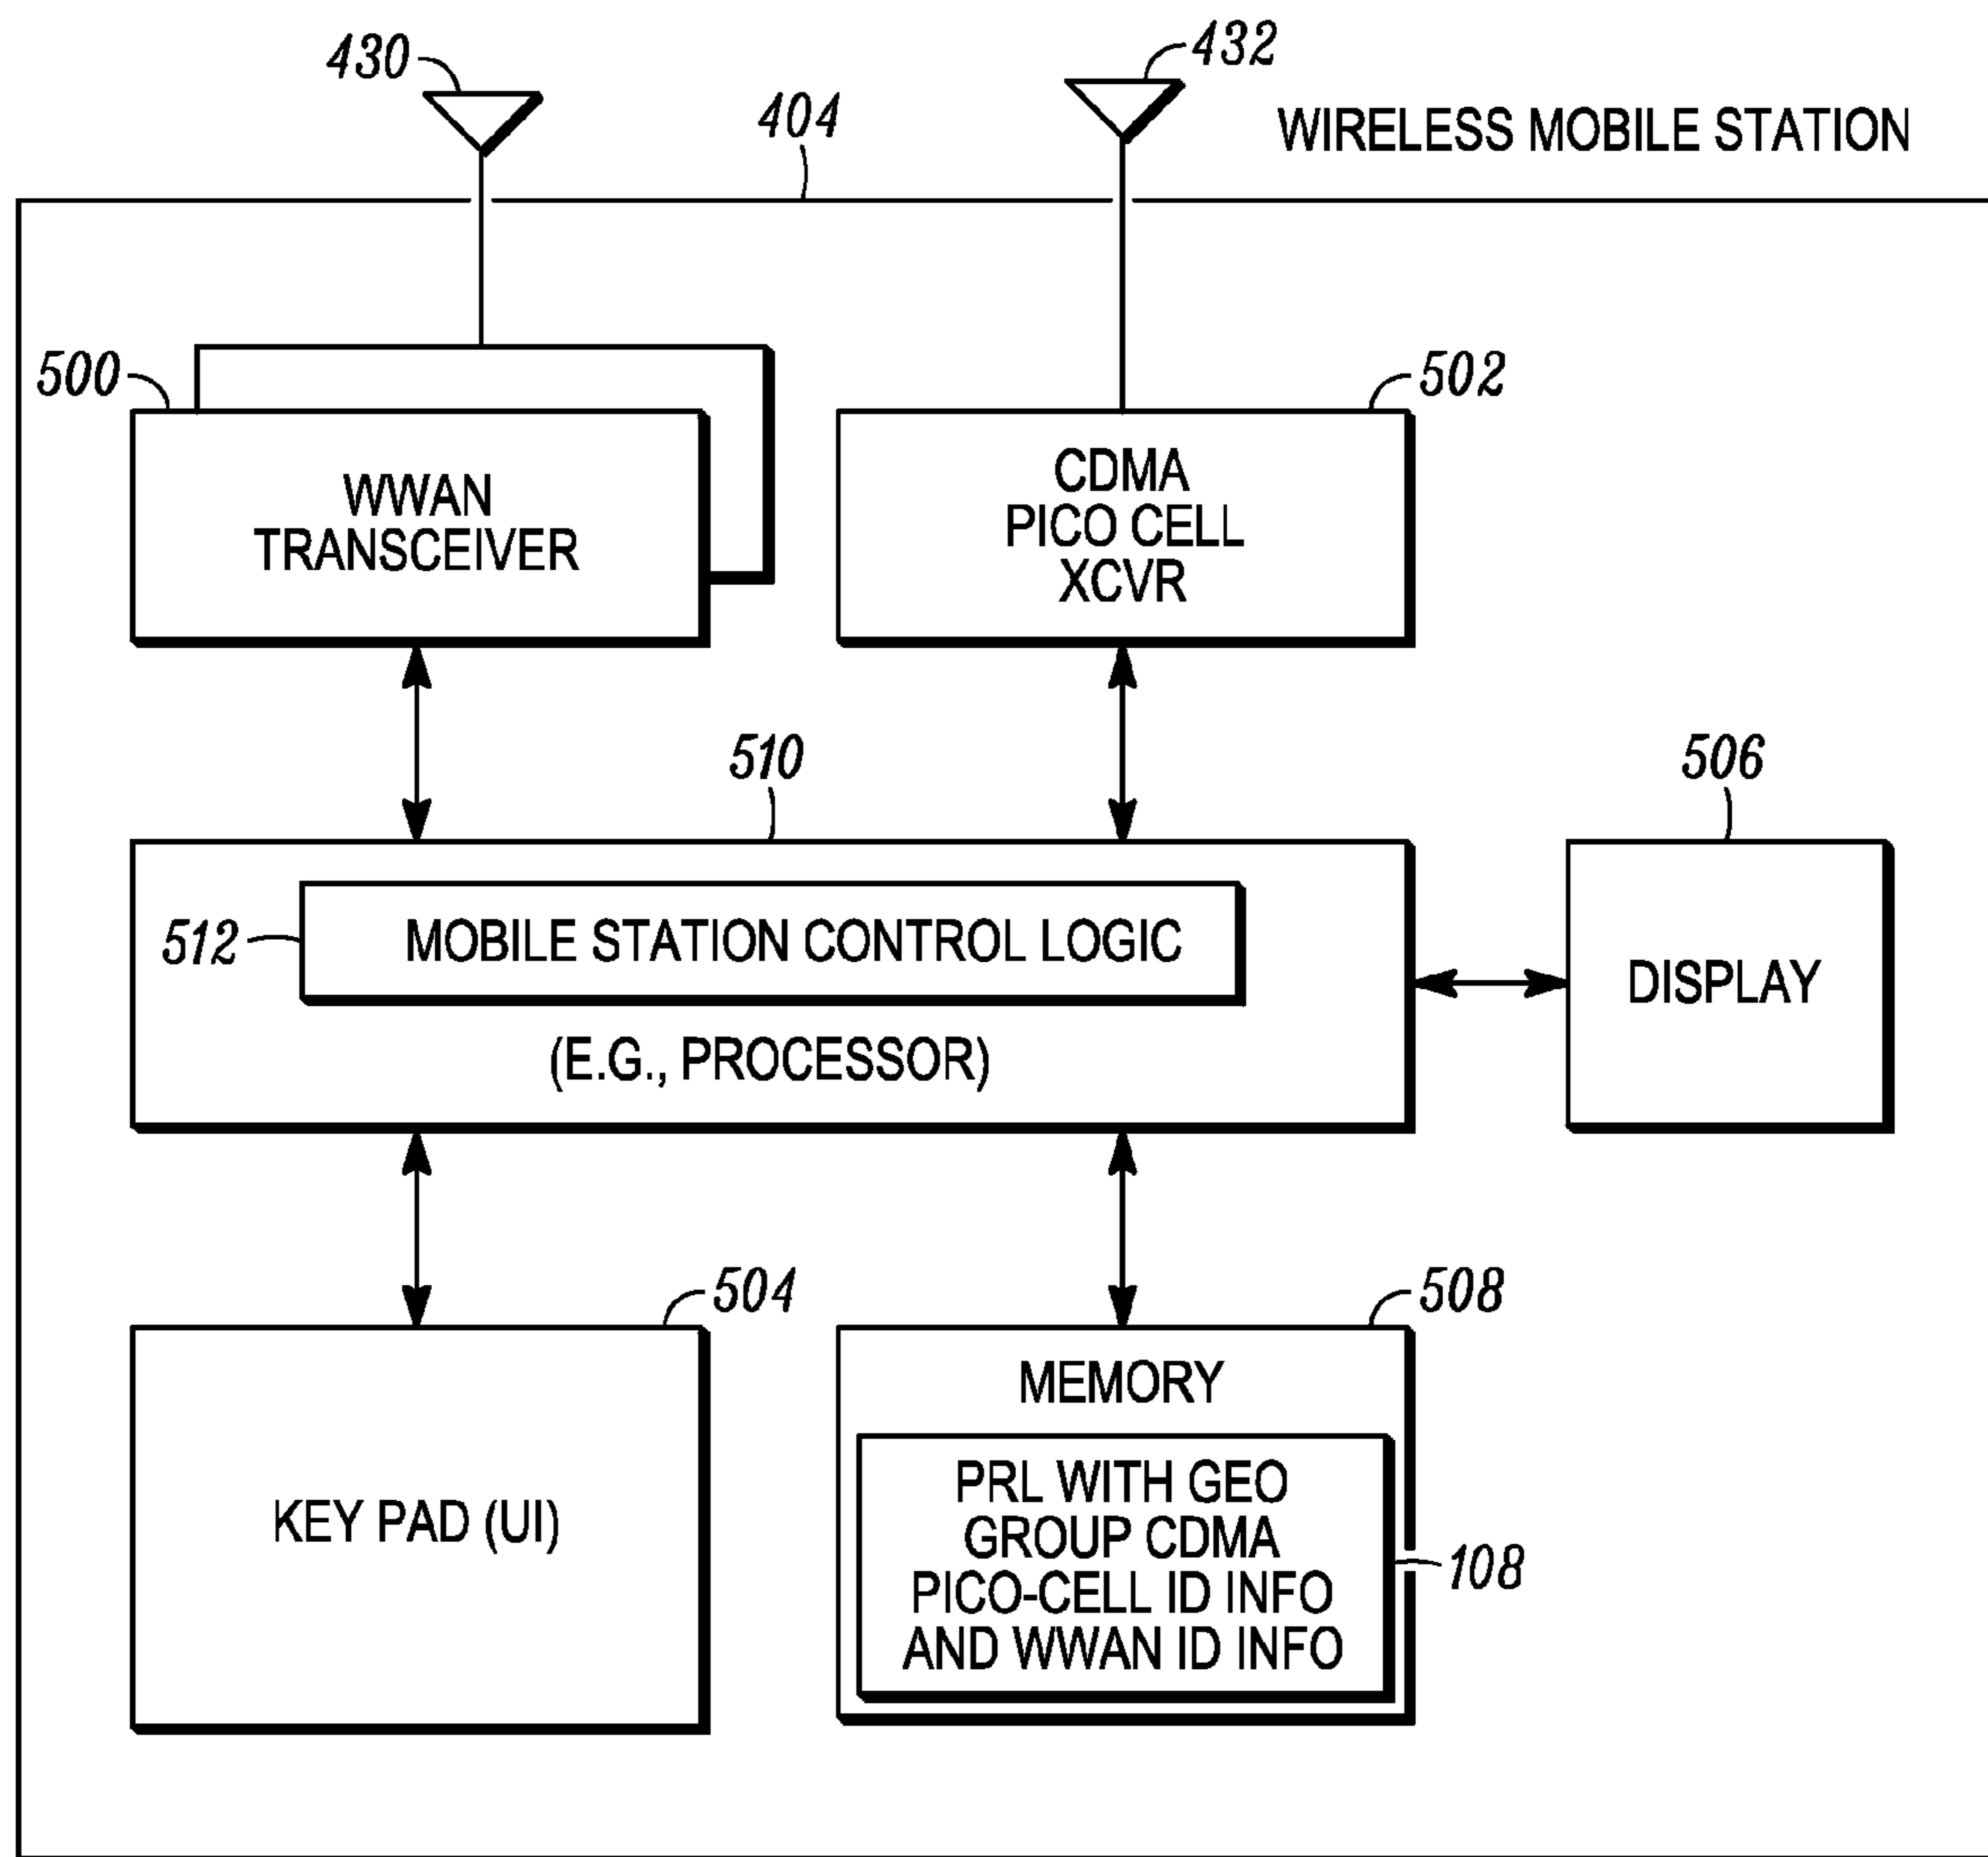 430
432
404
WIRELESS MOBILE STATION
500
502
WWAN
TRANSCEIVER
CDMA
PICO CELL
XCVR
510
506
512
MOBILE STATION CONTROL LOGIC
(E.G., PROCESSOR)
DISPLAY
504
508
KEY PAD (UI)
MEMORY
PRL WITH GEO
GROUP CDMA
PICO-CELL ID INFO
AND WWAN ID INFO
108